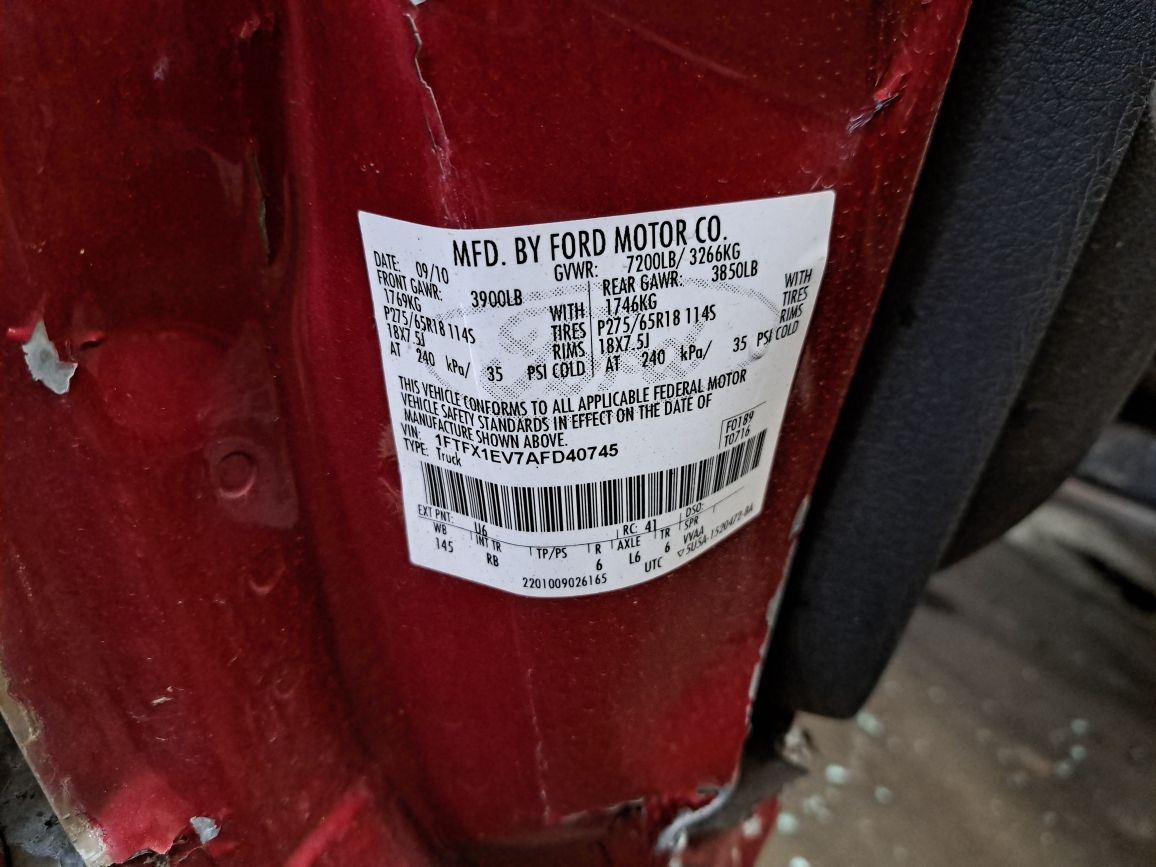 MFD. BY FORD MOTOR CO.
DATE: 09/10 GVWR: 7200LB/ 3266KG
FRONT GAWR: 3900LB REAR GAWR: 3850LB
1769KG WITH 1746KG WITH
P275/65R18 114S TIRES P275/65R18 114S TIRES
18X7.5J RIMS 18X7.5J RIMS
AT 240 kPa/ 35 PSI COLD AT 240 kPa/ 35 PSI COLD
THIS VEHICLE CONFORMS TO ALL APPLICABLE FEDERAL MOTOR
VEHICLE SAFETY STANDARDS IN EFFECT ON THE DATE OF
MANUFACTURE SHOWN ABOVE.
VIN: 1FTFX1EV7AFD40745 F0189
TYPE: Truck T0716
EXT PNT: U6 RC: 41 DSO:
WB INT TR TP/PS R AXLE TR SPR
145 RB 6 L6 6 VVAA
UTC ▽5U5A-1520472-BA
2201009026165